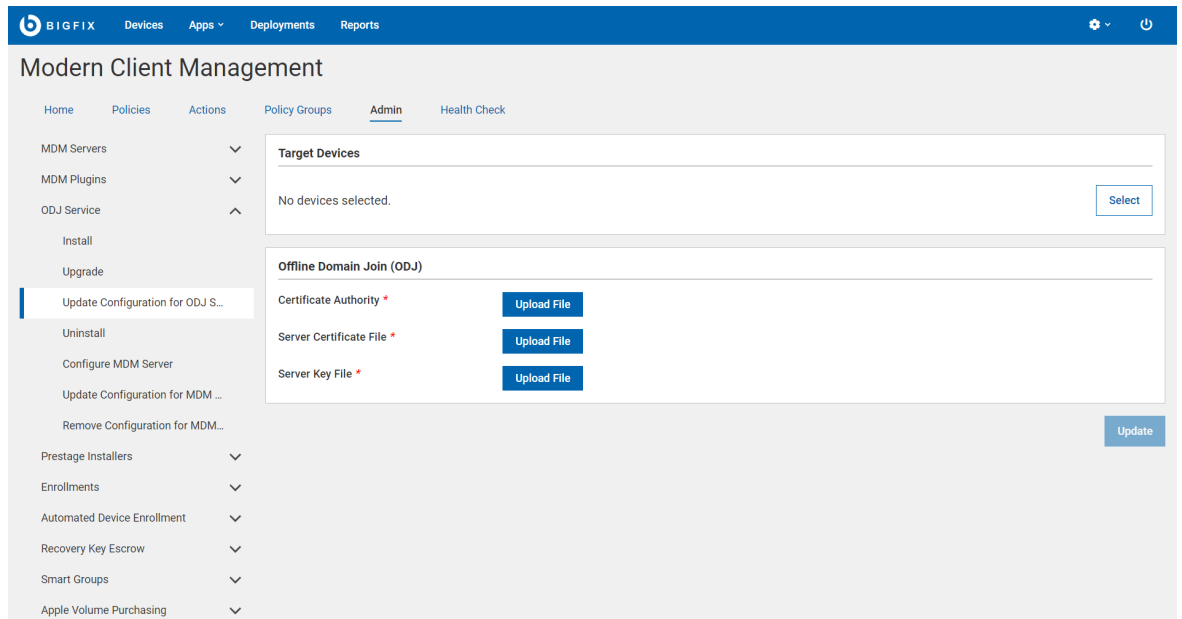 BIGFIX Devices Apps Deployments Reports
Modern Client Management
Home Policies Actions Policy Groups Admin Health Check
MDM Servers
MDM Plugins
ODJ Service
Install
Upgrade
Update Configuration for ODJ S...
Uninstall
Configure MDM Server
Update Configuration for MDM ...
Remove Configuration for MDM...
Prestage Installers
Enrollments
Automated Device Enrollment
Recovery Key Escrow
Smart Groups
Apple Volume Purchasing
Target Devices
No devices selected. Select
Offline Domain Join (ODJ)
Certificate Authority * Upload File
Server Certificate File * Upload File
Server Key File * Upload File
Update